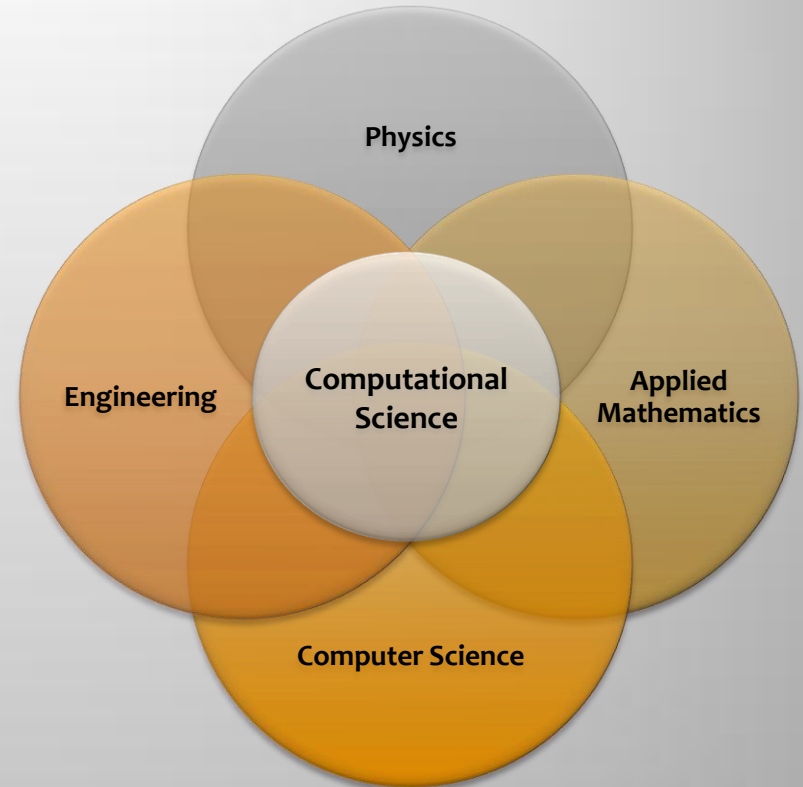 Physics
Engineering
Computational
Science
Applied
Mathematics
Computer Science